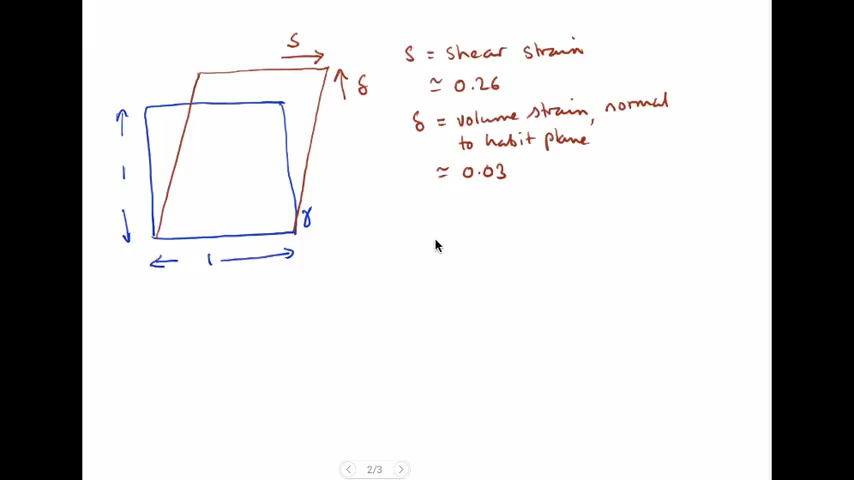 s
δ
1
γ
1
s = shear strain
≃ 0.26
δ = volume strain, normal
to habit plane
≃ 0.03
2/3